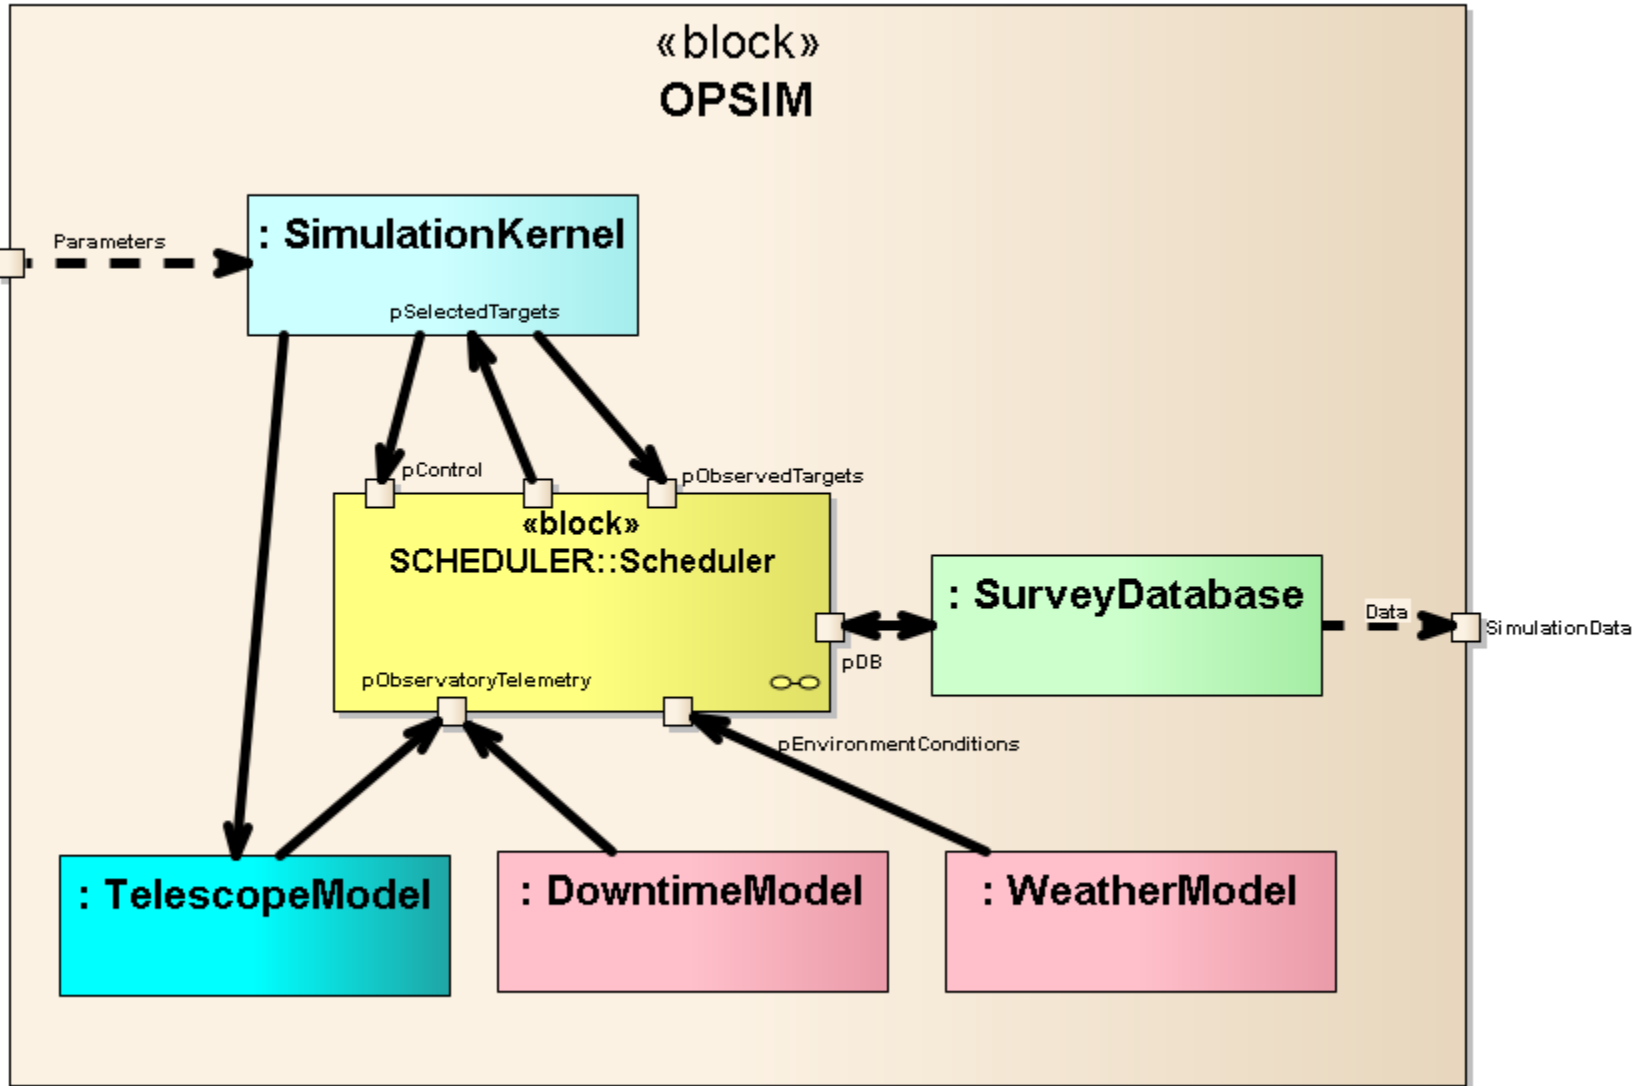 «block»
OPSIM
Parameters
: SimulationKernel
pSelectedTargets
pControl
pObservedTargets
«block»
SCHEDULER::Scheduler
: SurveyDatabase
Data
SimulationData
pDB
pObservatoryTelemetry
pEnvironmentConditions
: TelescopeModel
: DowntimeModel
: WeatherModel